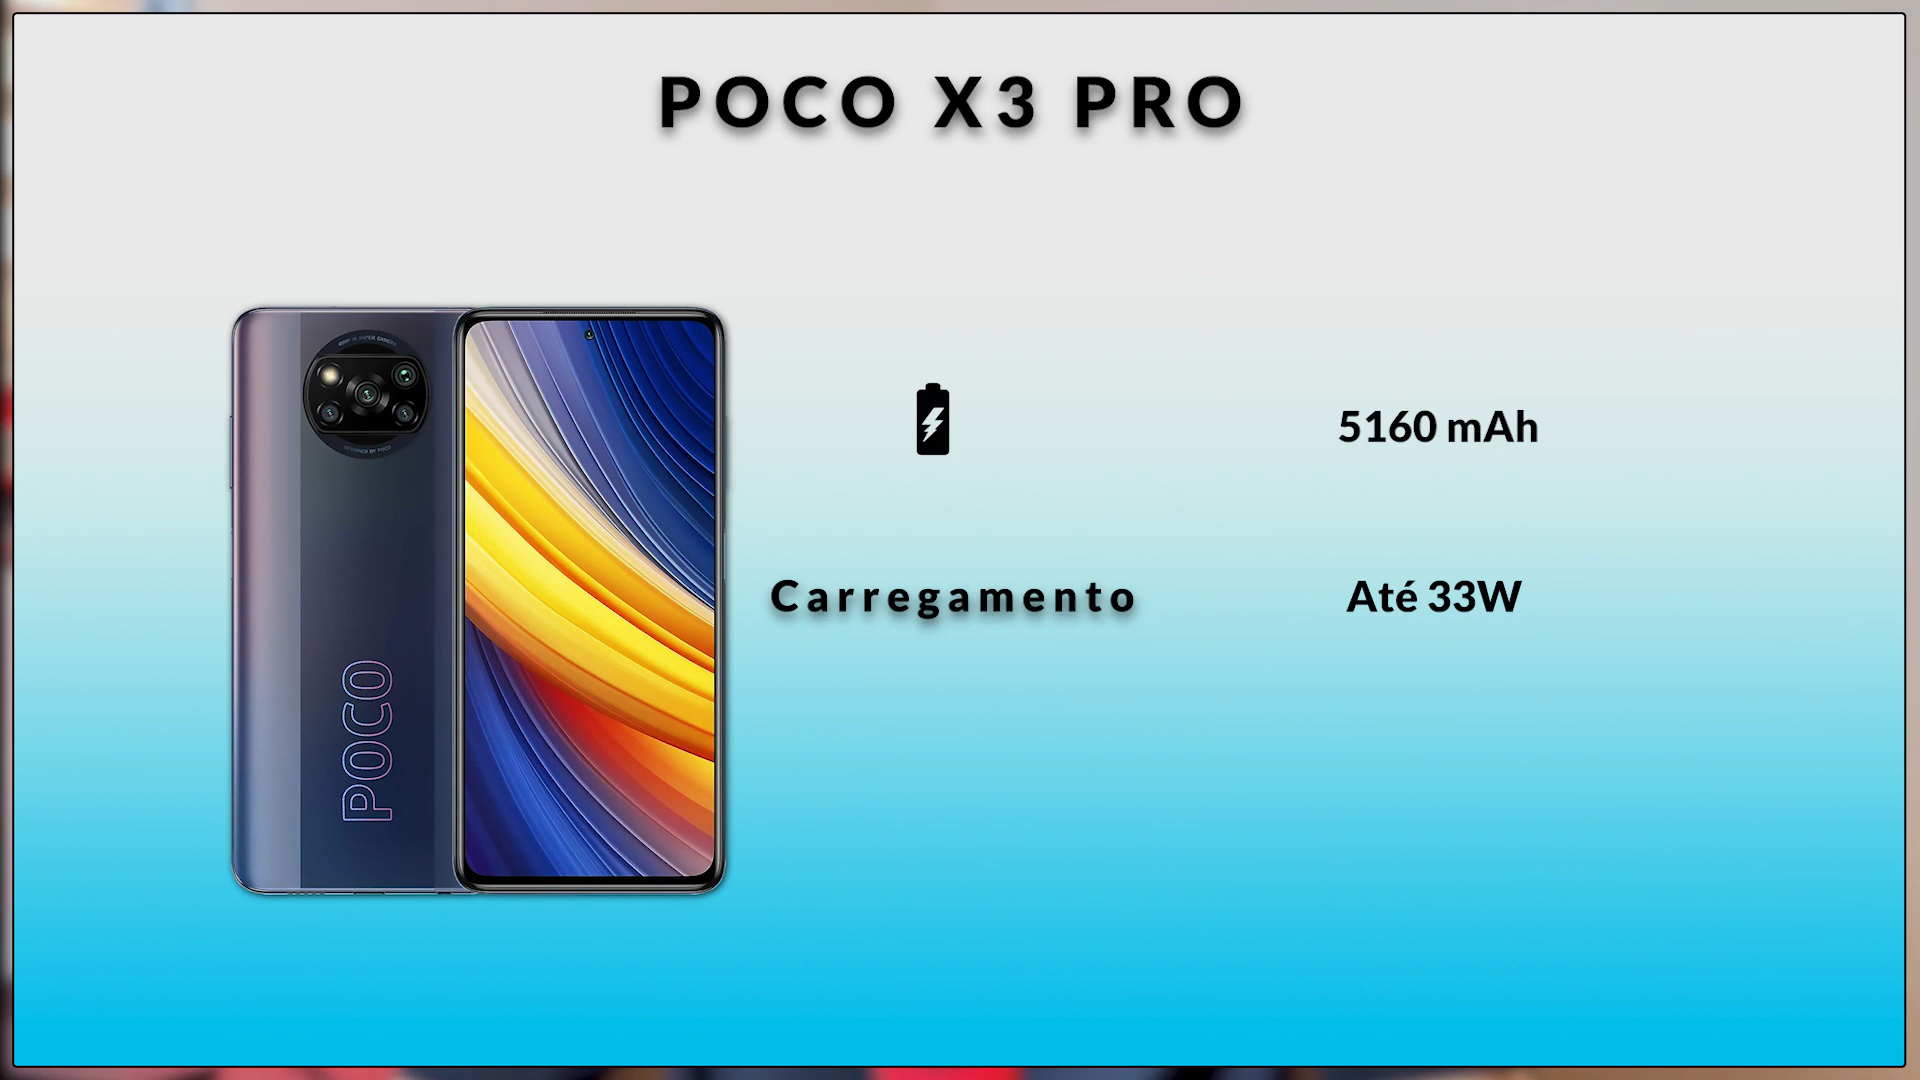 POCO X3 PRO
5160 mAh
Carregamento
Até 33W
POCO